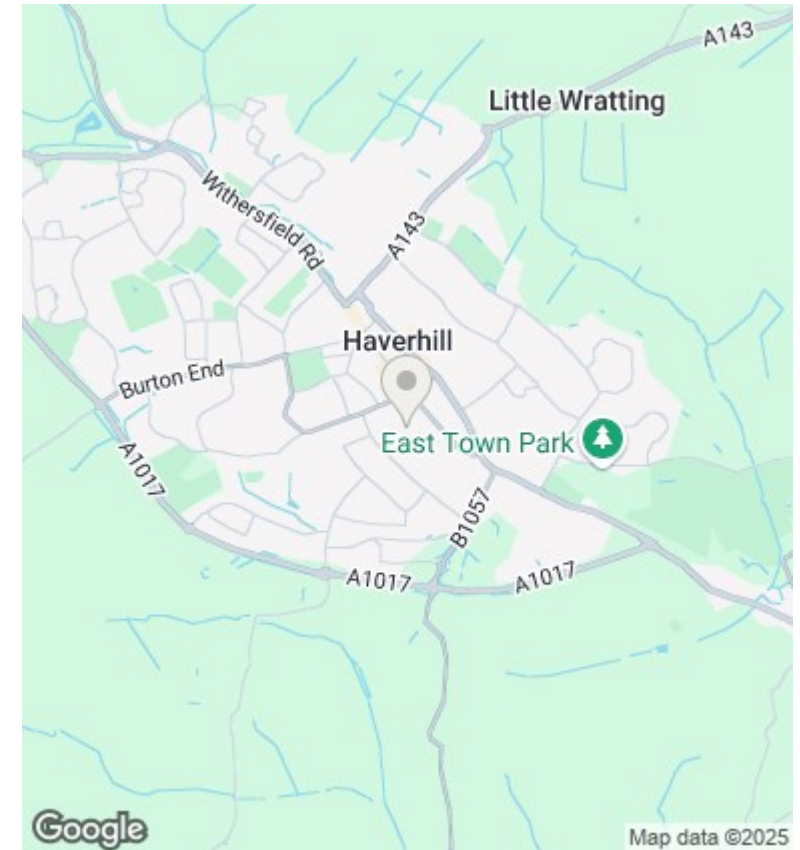 A143
Little Wratting
Withersfield Rd
A143
Haverhill
Burton End
East Town Park
A1017
B1057
A1017
A1017
Google
Map data ©2025